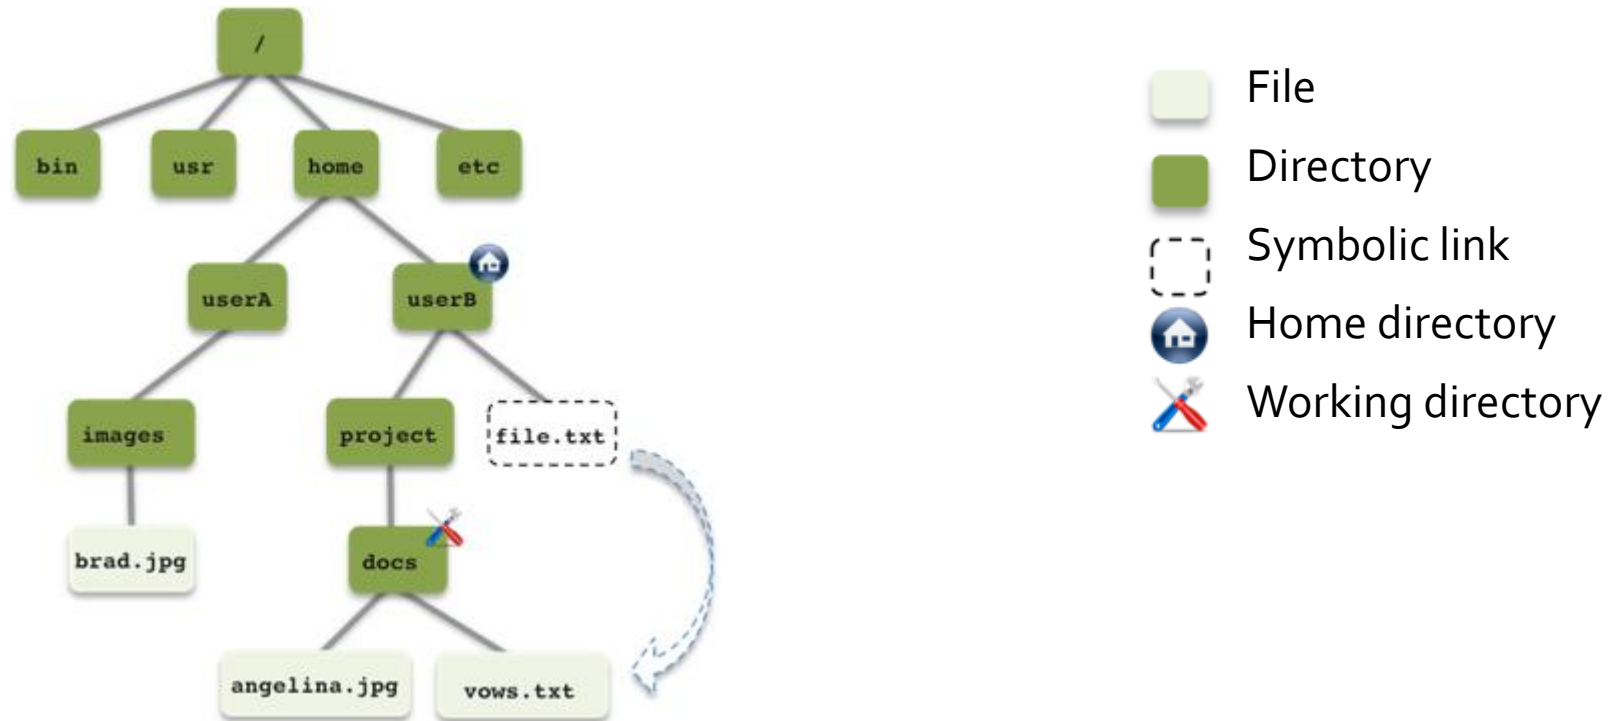 /
bin usr home etc
userA userB
images project file.txt
brad.jpg docs
angelina.jpg vows.txt
File
Directory
Symbolic link
Home directory
Working directory